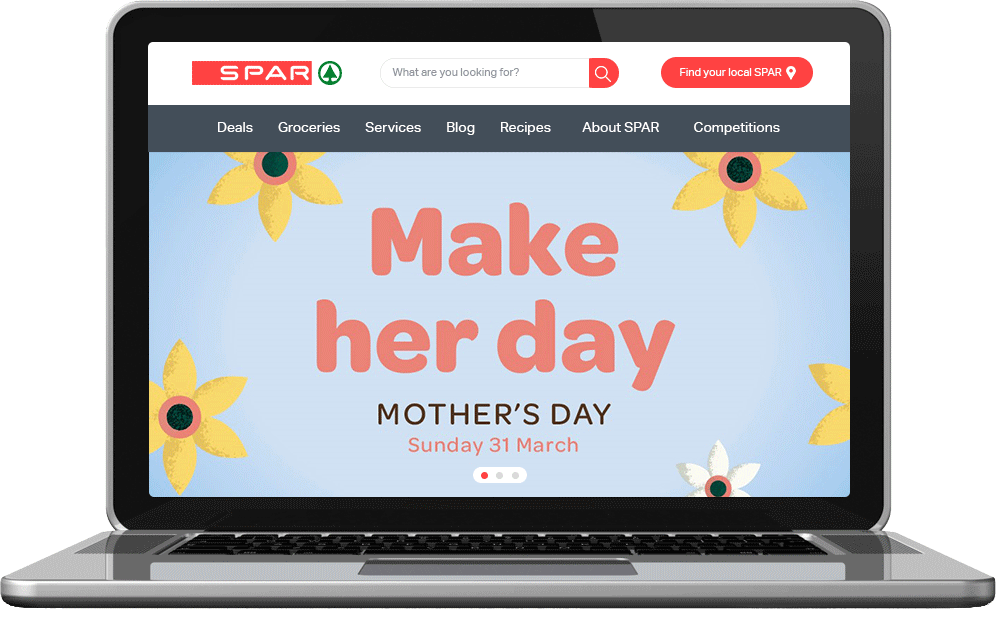 SPAR
What are you looking for?
Find your local SPAR
Deals Groceries Services Blog Recipes About SPAR Competitions
Make
her day
MOTHER'S DAY
Sunday 31 March